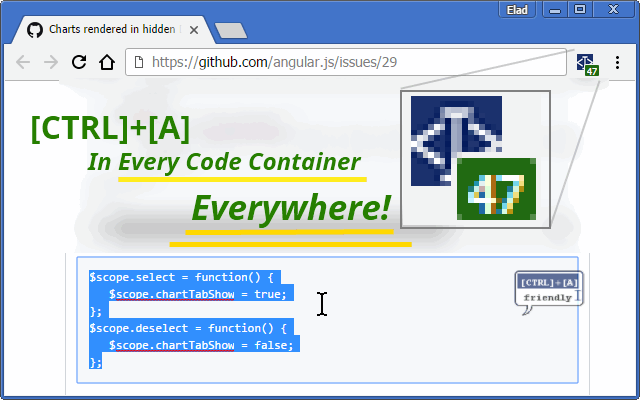 Elad
Charts rendered in hidden
https://github.com/angular.js/issues/29
47
[CTRL]+[A]
In Every Code Container
Everywhere!
47
$scope.select = function() {
$scope.chartTabShow = true;
};
$scope.deselect = function() {
$scope.chartTabShow = false;
};
[CTRL]+[A]
friendly